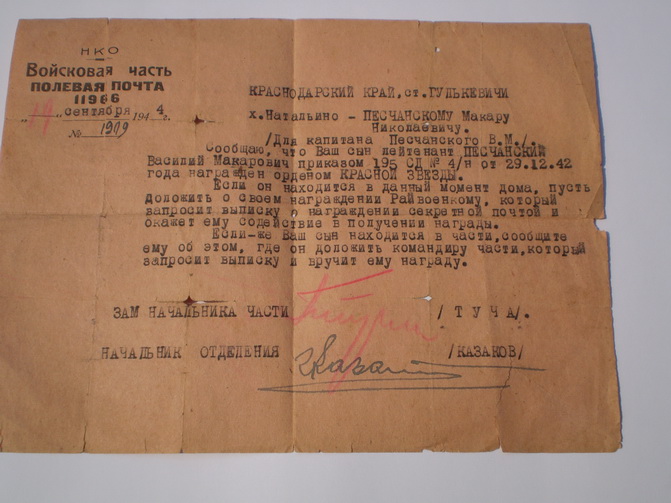 НКО
Войсковая часть
ПОЛЕВАЯ ПОЧТА
11966
"19" сентября 1944 г.
№ 1909
КРАСНОДАРСКИЙ КРАЙ, ст. ГУЛЬКЕВИЧИ
х. Натальино - ПЕСЧАНСКОМУ Макару
Николаевичу.
/Для капитана Песчанского В.М./.
Сообщаю, что Ваш сын лейтенант ПЕСЧАНСКИЙ
Василий Макарович приказом 195 СД № 4/н от 29.12.42
года награжден орденом КРАСНОЙ ЗВЕЗДЫ.
Если он находится в данный момент дома, пусть
доложить о своем награждении Райвоенкому, который
запросит выписку о награждении секретной почтой и
окажет ему содействие в получении награды.
Если-же Ваш сын находится в части, сообщите
ему об этом, где он доложить командиру части, который
запросит выписку и вручит ему награду.
ЗАМ НАЧАЛЬНИКА ЧАСТИ / ТУЧА/.
НАЧАЛЬНИК ОТДЕЛЕНИЯ /КАЗАКОВ/